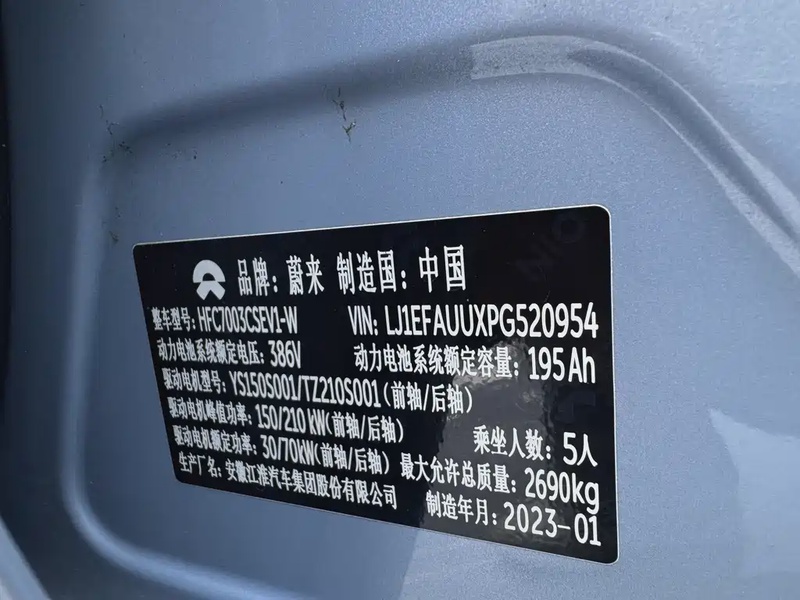 品牌：蔚来 制造国：中国
整车型号：HFC7003CSEV1-W VIN：LJ1EFAUUXPG520954
动力电池系统额定电压：386V 动力电池系统额定容量：195Ah
驱动电机型号：YS150S001/TZ210S001（前轴/后轴）
驱动电机峰值功率：150/210kW（前轴/后轴） 乘坐人数：5人
驱动电机额定功率：30/70kW（前轴/后轴） 最大允许总质量：2690kg
生产厂名：安徽江淮汽车集团股份有限公司 制造年月：2023-01
NIO